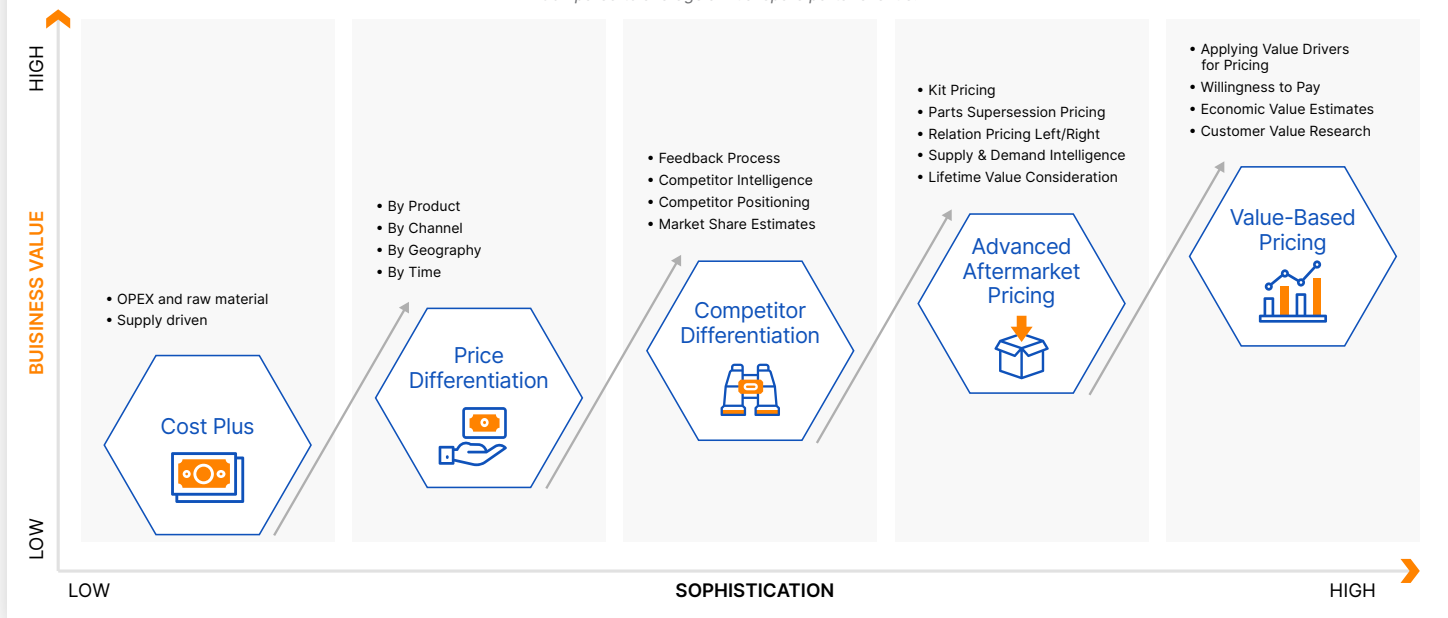 HIGH
BUISINESS VALUE
LOW
• OPEX and raw material
• Supply driven
Cost Plus
• By Product
• By Channel
• By Geography
• By Time
Price
Differentiation
• Feedback Process
• Competitor Intelligence
• Competitor Positioning
• Market Share Estimates
Competitor
Differentiation
• Kit Pricing
• Parts Supersession Pricing
• Relation Pricing Left/Right
• Supply & Demand Intelligence
• Lifetime Value Consideration
Advanced
Aftermarket
Pricing
• Applying Value Drivers
for Pricing
• Willingness to Pay
• Economic Value Estimates
• Customer Value Research
Value-Based
Pricing
LOW
SOPHISTICATION
HIGH